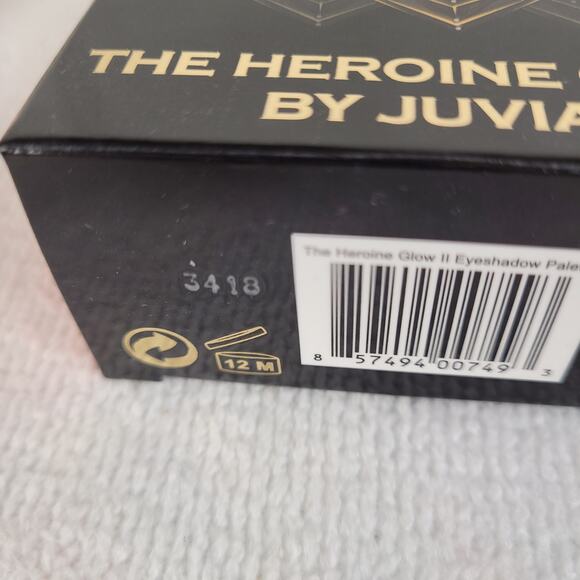 THE HEROINE
BY JUVIA
The Heroine Glow II Eyeshadow
3418
12 M
8 57494 00749 3